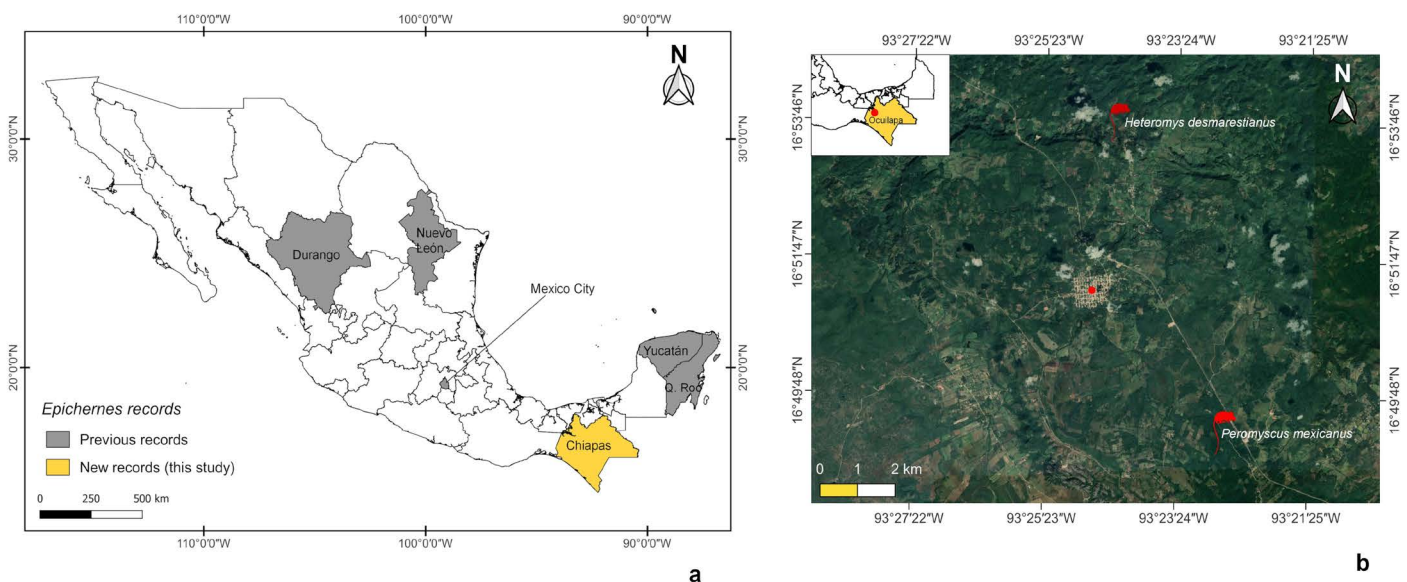 110°0'0"W
100°0'0"W
90°0'0"W
30°0'0"N
20°0'0"N
N
30°0'0"N
20°0'0"N
Durango
Nuevo
León
Mexico City
Yucatán
Q. Roo
Chiapas
Epichernes records
Previous records
New records (this study)
0 250 500 km
110°0'0"W
100°0'0"W
90°0'0"W
a
93°27'22"W
93°25'23"W
93°23'24"W
93°21'25"W
16°53'46"N
16°51'47"N
16°49'48"N
Ocuilapa
N
Heteromys desmarestianus
Peromyscus mexicanus
0 1 2 km
16°53'46"N
16°51'47"N
16°49'48"N
93°27'22"W
93°25'23"W
93°23'24"W
93°21'25"W
b